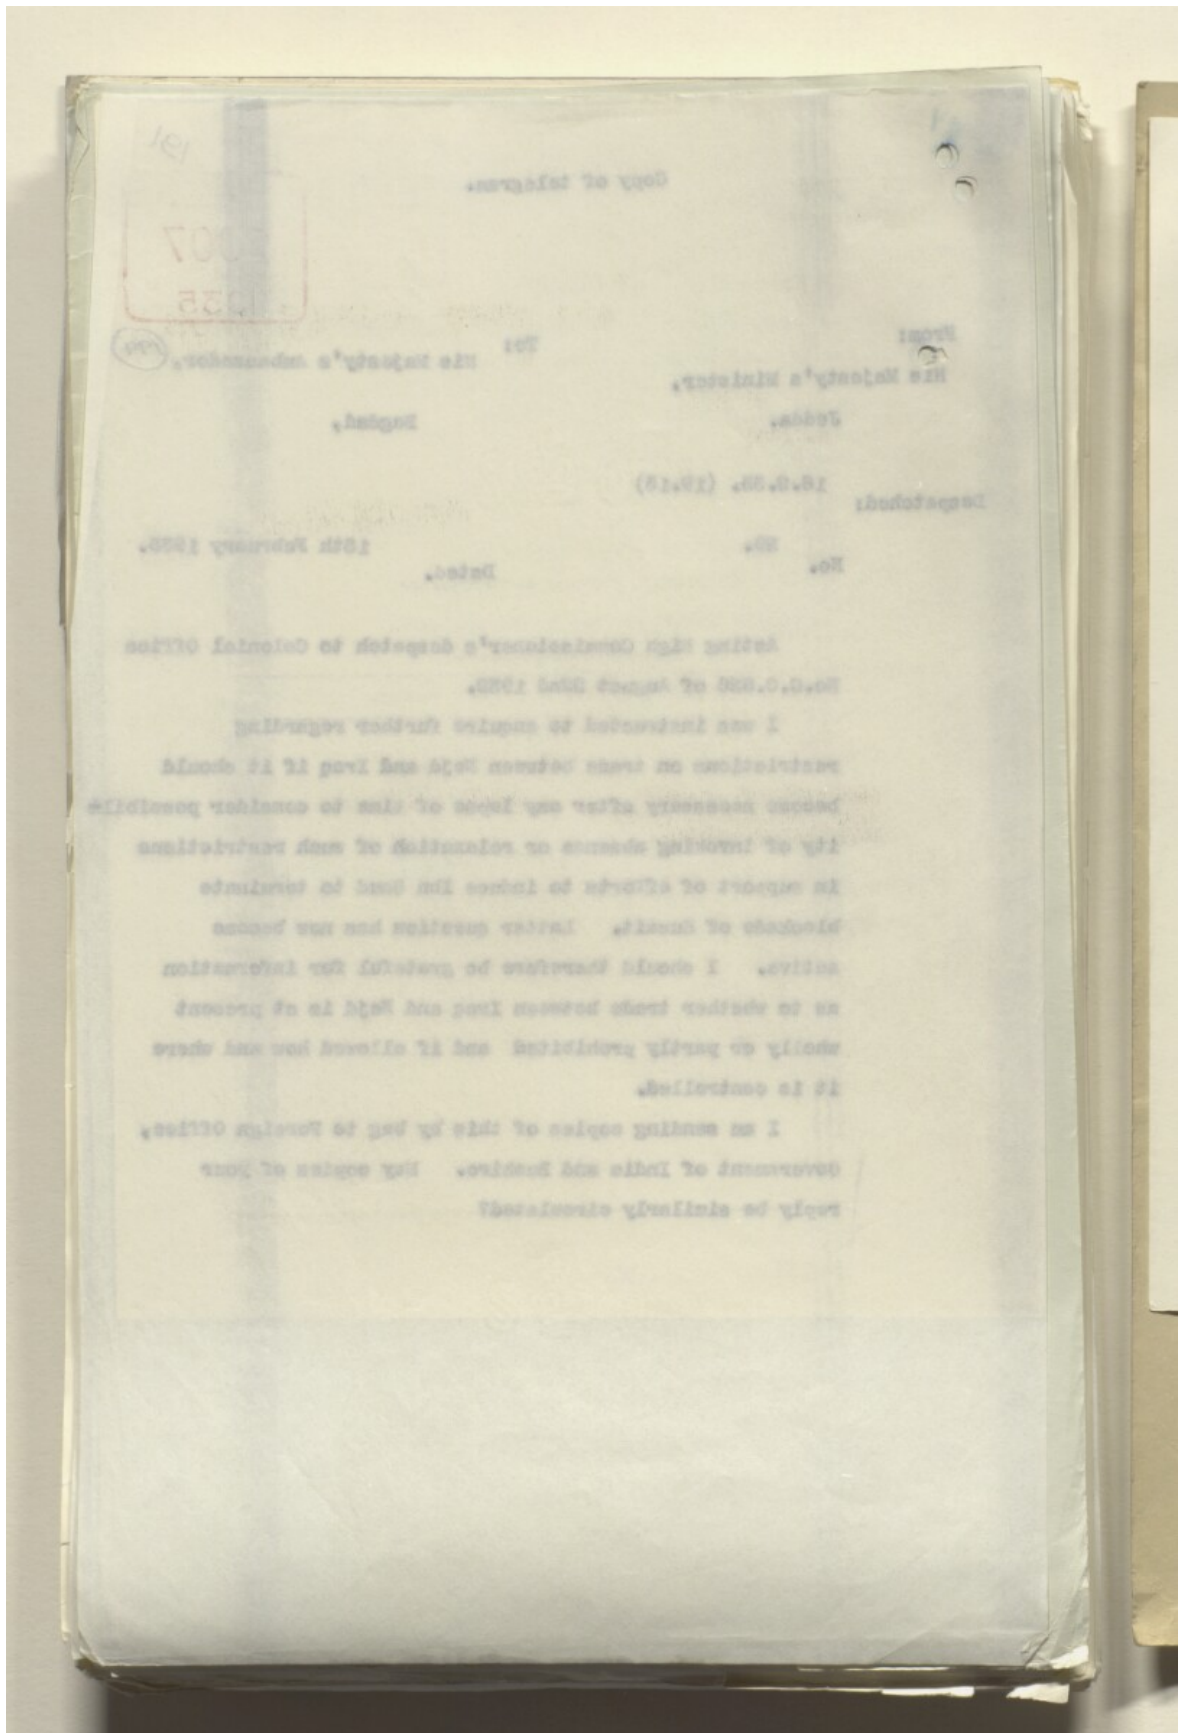 Copy of telegram.
From:
To:
His Majesty's Minister,
His Majesty's Ambassador,
Jedda.
Bagdad,
Despatched:
No.
Dated.
February
Acting High Commissioner's despatch to Colonial Office
of August 22nd
I was instructed to enquire further regarding
restrictions on trade between Nejd and Iraq if it should
become necessary after any lapse of time to consider possibil-
ity of invoking absence or relaxation of such restrictions
in support of efforts to induce Ibn Saud to terminate
blockade of Kuwait. Latter question has now become
active. I should therefore be grateful for information
as to whether trade between Iraq and Nejd is at present
wholly or partly prohibited and if allowed how and where
it is controlled.
I am sending copies of this by bag to Foreign Office,
Government of India and Bushire. May copies of your
reply be similarly circulated?